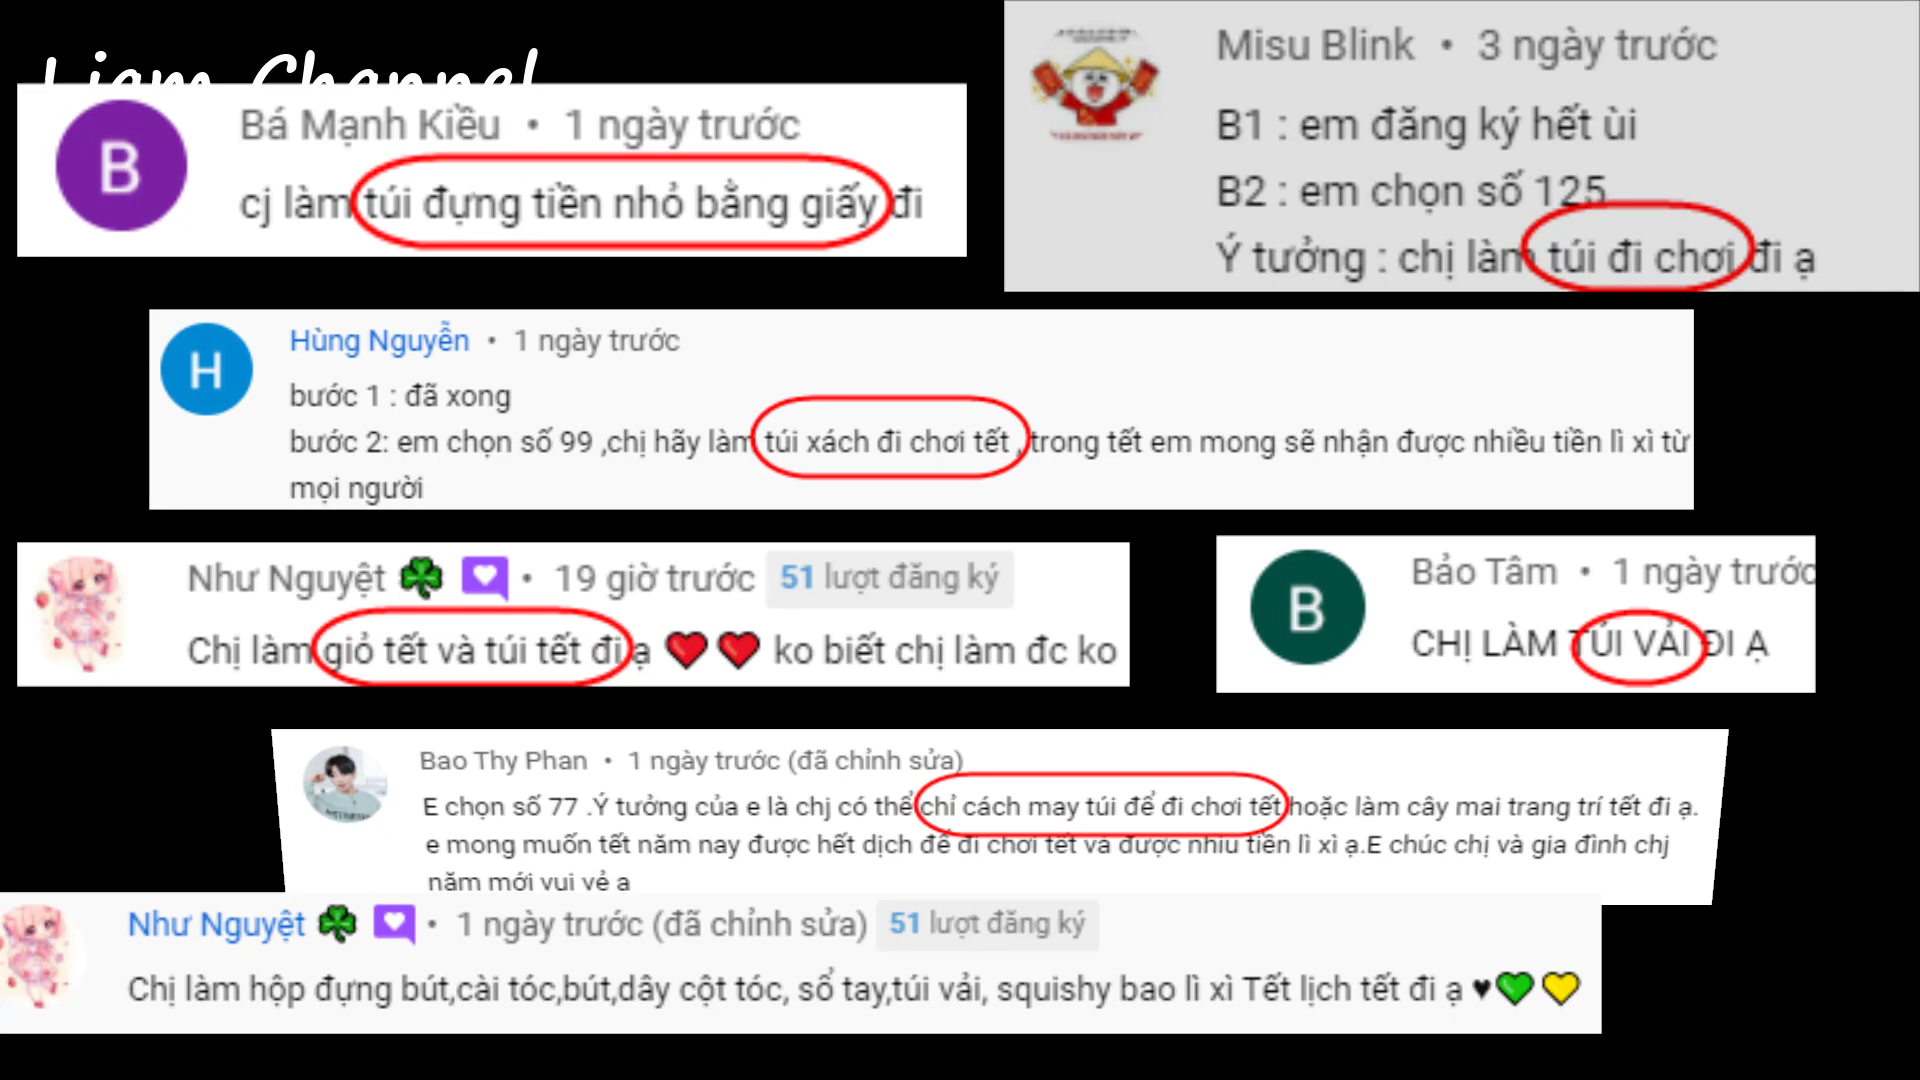 Liam Channel
B
Bá Mạnh Kiều • 1 ngày trước
cj làm túi đựng tiền nhỏ bằng giấy đi
Misu Blink • 3 ngày trước
B1 : em đăng ký hết ùi
B2 : em chọn số 125
Ý tưởng : chị làm túi đi chơi đi ạ
H
Hùng Nguyễn • 1 ngày trước
bước 1 : đã xong
bước 2: em chọn số 99 ,chị hãy làm túi xách đi chơi tết , trong tết em mong sẽ nhận được nhiều tiền lì xì từ
mọi người
Như Nguyệt ☘ • 19 giờ trước 51 lượt đăng ký
Chị làm giỏ tết và túi tết đi ạ ❤️❤️ ko biết chị làm đc ko
B
Bảo Tâm • 1 ngày trước
CHỊ LÀM TÚI VẢI ĐI Ạ
Bao Thy Phan • 1 ngày trước (đã chỉnh sửa)
E chọn số 77 .Ý tưởng của e là chị có thể chỉ cách may túi để đi chơi tết hoặc làm cây mai trang trí tết đi ạ.
e mong muốn tết năm nay được hết dịch để đi chơi tết và được nhiu tiền lì xì ạ.E chúc chị và gia đình chị
năm mới vui vẻ ạ
Như Nguyệt ☘ • 1 ngày trước (đã chỉnh sửa) 51 lượt đăng ký
Chị làm hộp đựng bút,cài tóc,bút,dây cột tóc, sổ tay,túi vải, squishy bao lì xì Tết lịch tết đi ạ ♥💚💛